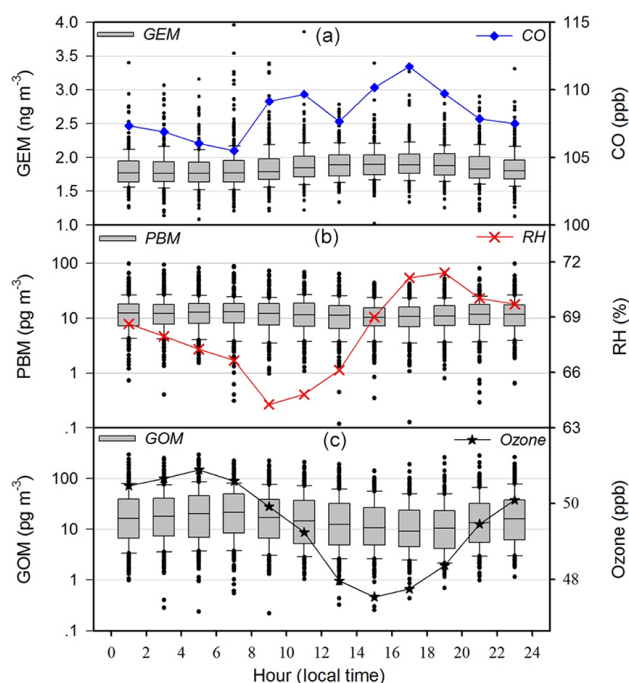 GEM (a) CO
4.0 115
3.5
3.0 110
2.5
2.0 105
1.5
1.0 100
GEM (ng m-3)
CO (ppb)
PBM (b) RH
100 72
10 69
1 66
.1 63
PBM (pg m-3)
RH (%)
GOM (c) Ozone
100 50
10
1 48
.1
GOM (pg m-3)
Ozone (ppb)
0 2 4 6 8 10 12 14 16 18 20 22 24
Hour (local time)